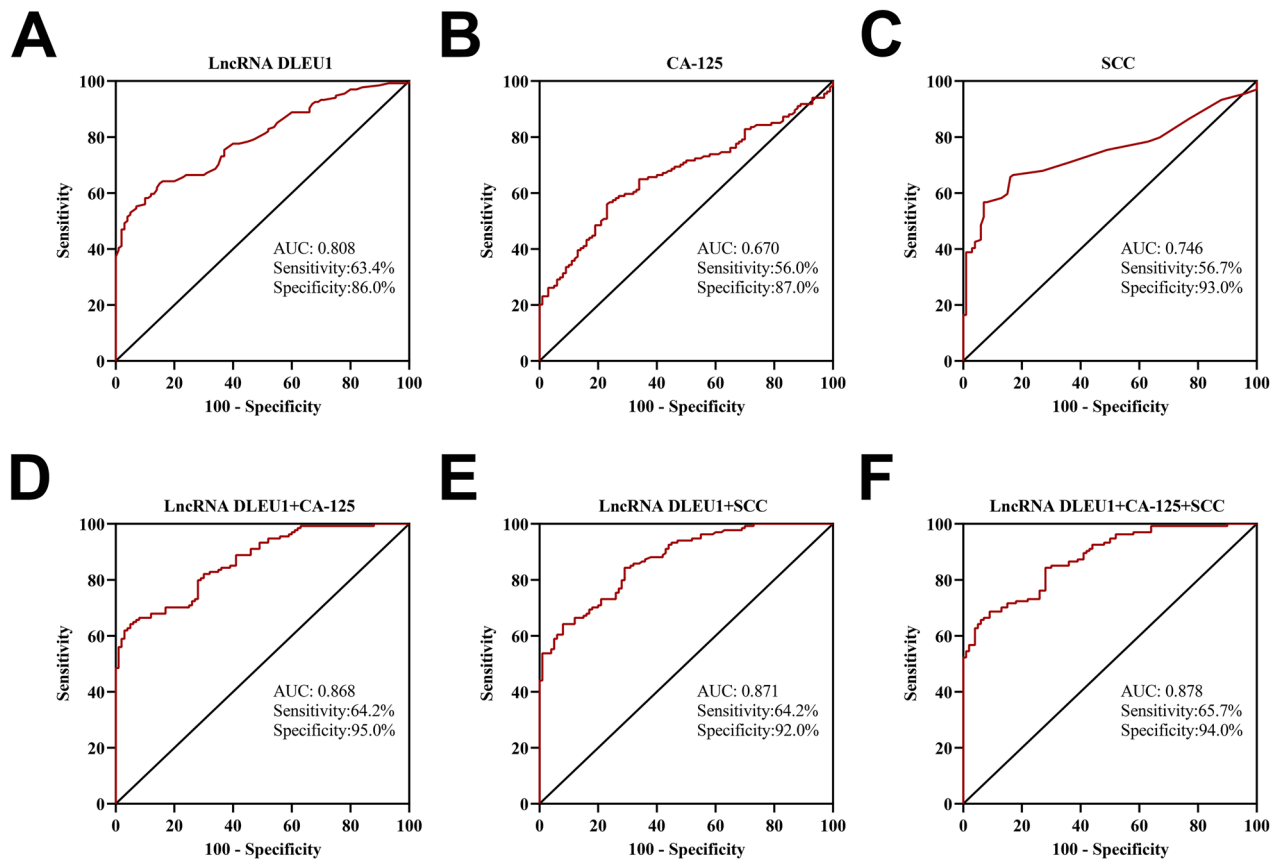 A
LncRNA DLEU1
100
80
60
40
20
0
Sensitivity
AUC: 0.808
Sensitivity:63.4%
Specificity:86.0%
0 20 40 60 80 100
100 - Specificity
B
CA-125
100
80
60
40
20
0
Sensitivity
AUC: 0.670
Sensitivity:56.0%
Specificity:87.0%
0 20 40 60 80 100
100 - Specificity
C
SCC
100
80
60
40
20
0
Sensitivity
AUC: 0.746
Sensitivity:56.7%
Specificity:93.0%
0 20 40 60 80 100
100 - Specificity
D
LncRNA DLEU1+CA-125
100
80
60
40
20
0
Sensitivity
AUC: 0.868
Sensitivity:64.2%
Specificity:95.0%
0 20 40 60 80 100
100 - Specificity
E
LncRNA DLEU1+SCC
100
80
60
40
20
0
Sensitivity
AUC: 0.871
Sensitivity:64.2%
Specificity:92.0%
0 20 40 60 80 100
100 - Specificity
F
LncRNA DLEU1+CA-125+SCC
100
80
60
40
20
0
Sensitivity
AUC: 0.878
Sensitivity:65.7%
Specificity:94.0%
0 20 40 60 80 100
100 - Specificity